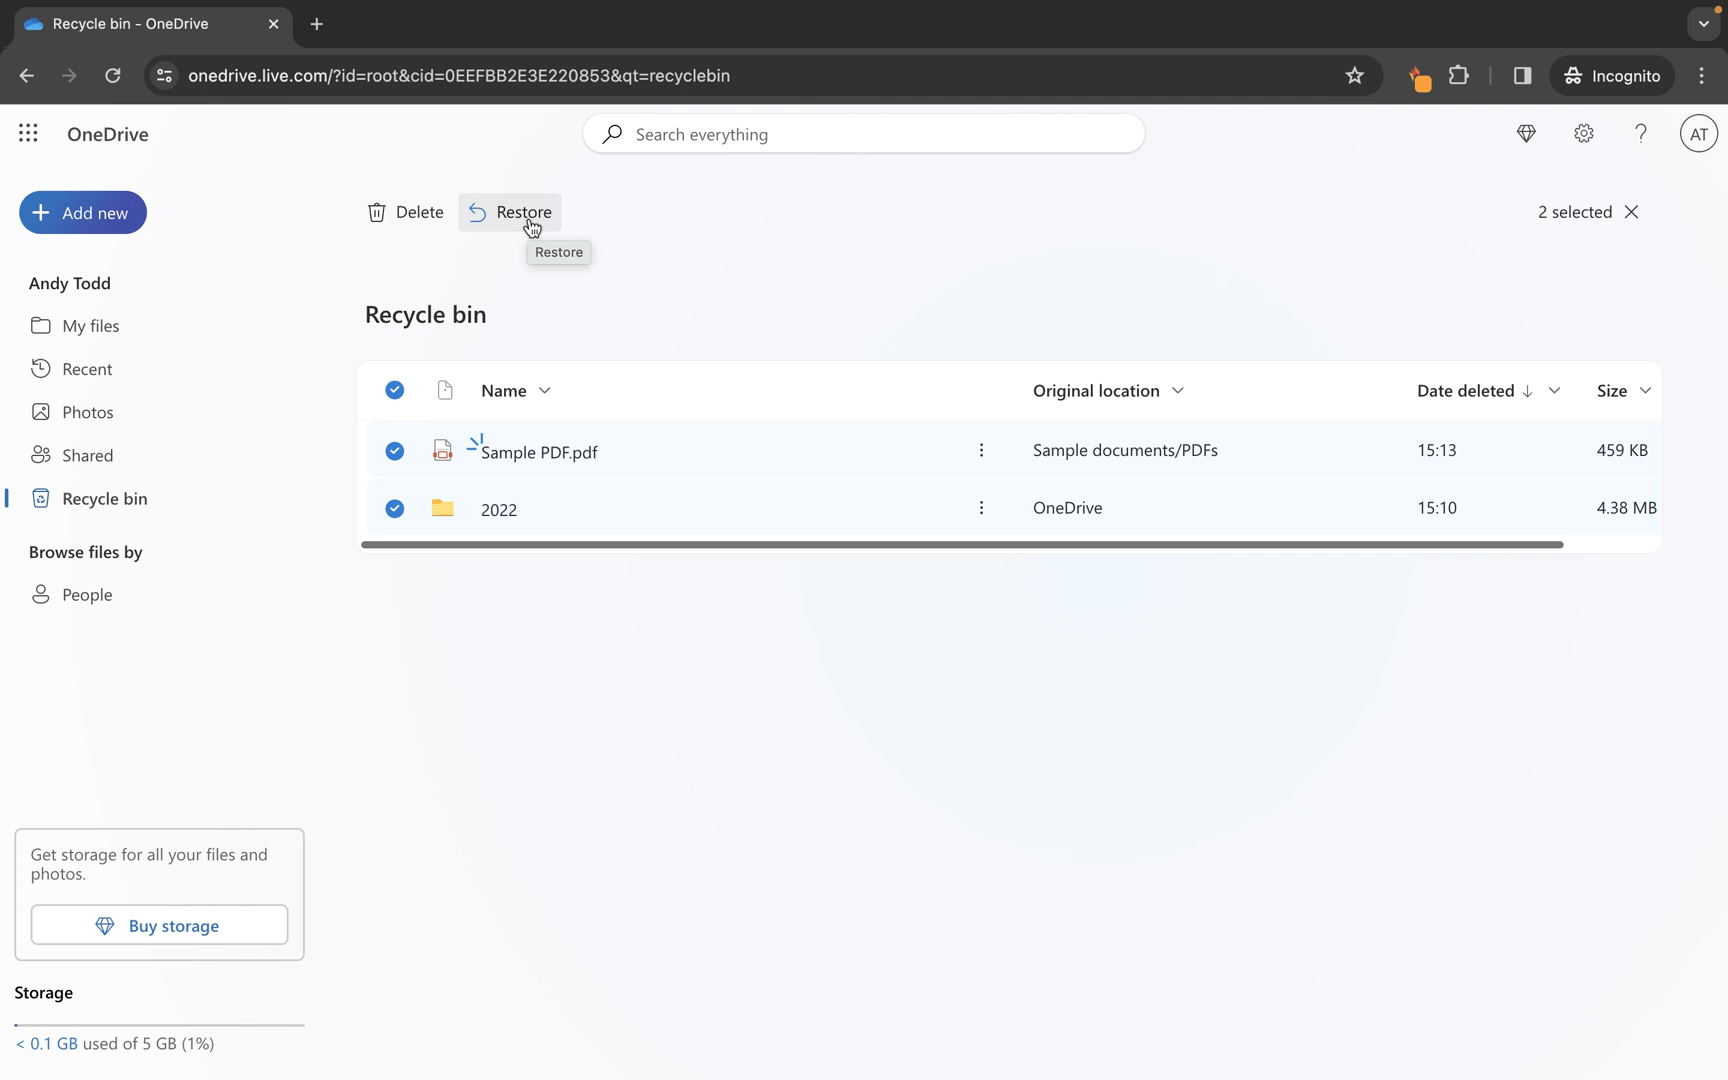 Recycle bin - OneDrive
onedrive.live.com/?id=root&cid=0EEFBB2E3E220853&qt=recyclebin
Incognito
OneDrive
Search everything
AT
Add new
Delete
Restore
2 selected
Restore
Andy Todd
My files
Recent
Photos
Shared
Recycle bin
Browse files by
People
Recycle bin
Name
Original location
Date deleted
Size
Sample PDF.pdf
Sample documents/PDFs
15:13
459 KB
2022
OneDrive
15:10
4.38 MB
Get storage for all your files and
photos.
Buy storage
Storage
< 0.1 GB used of 5 GB (1%)